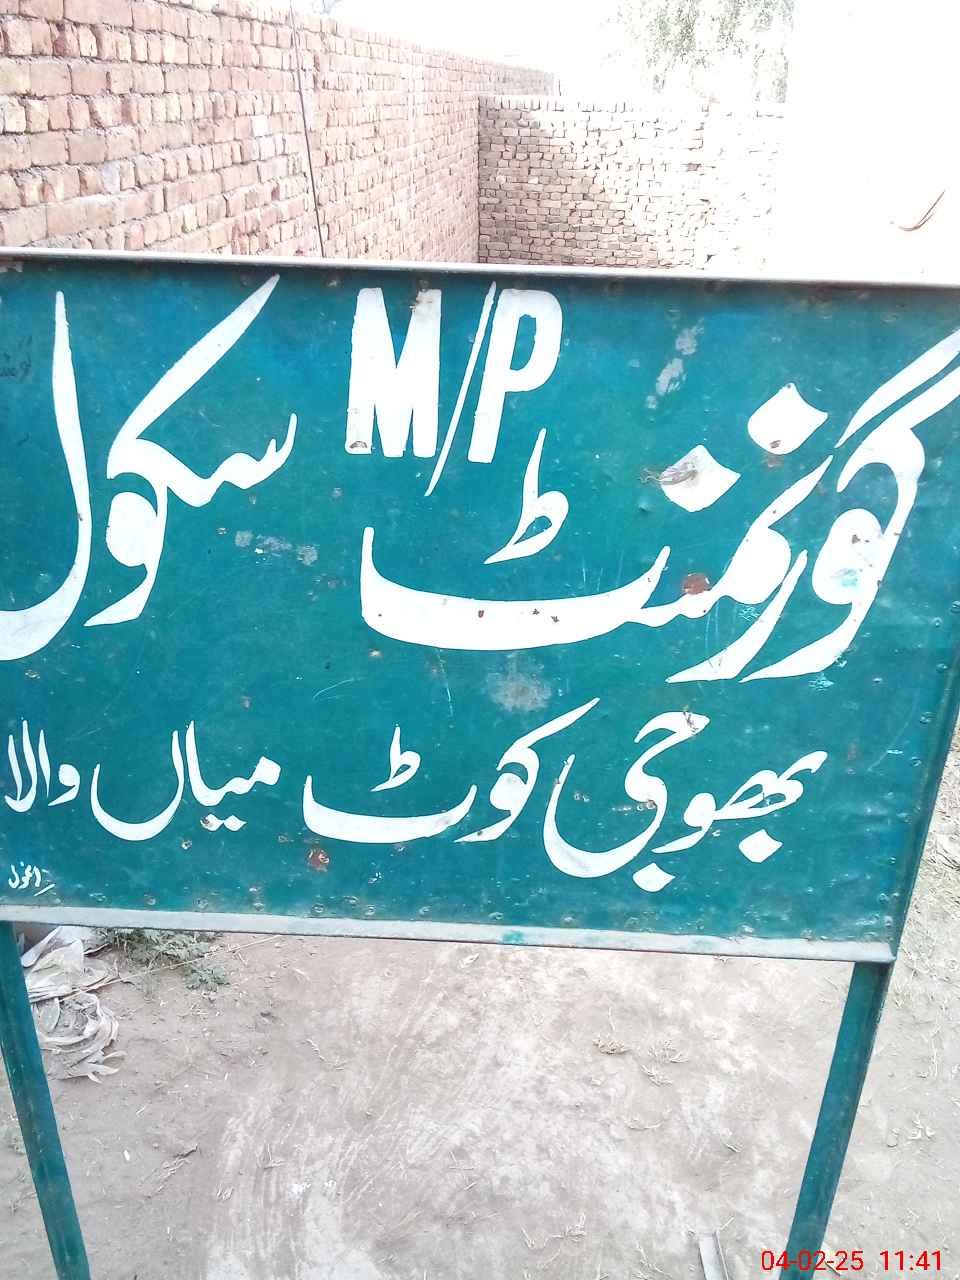 گورنمنٹ M/P سکول
بھوجی کوٹ میاں والا
04-02-25 11:41